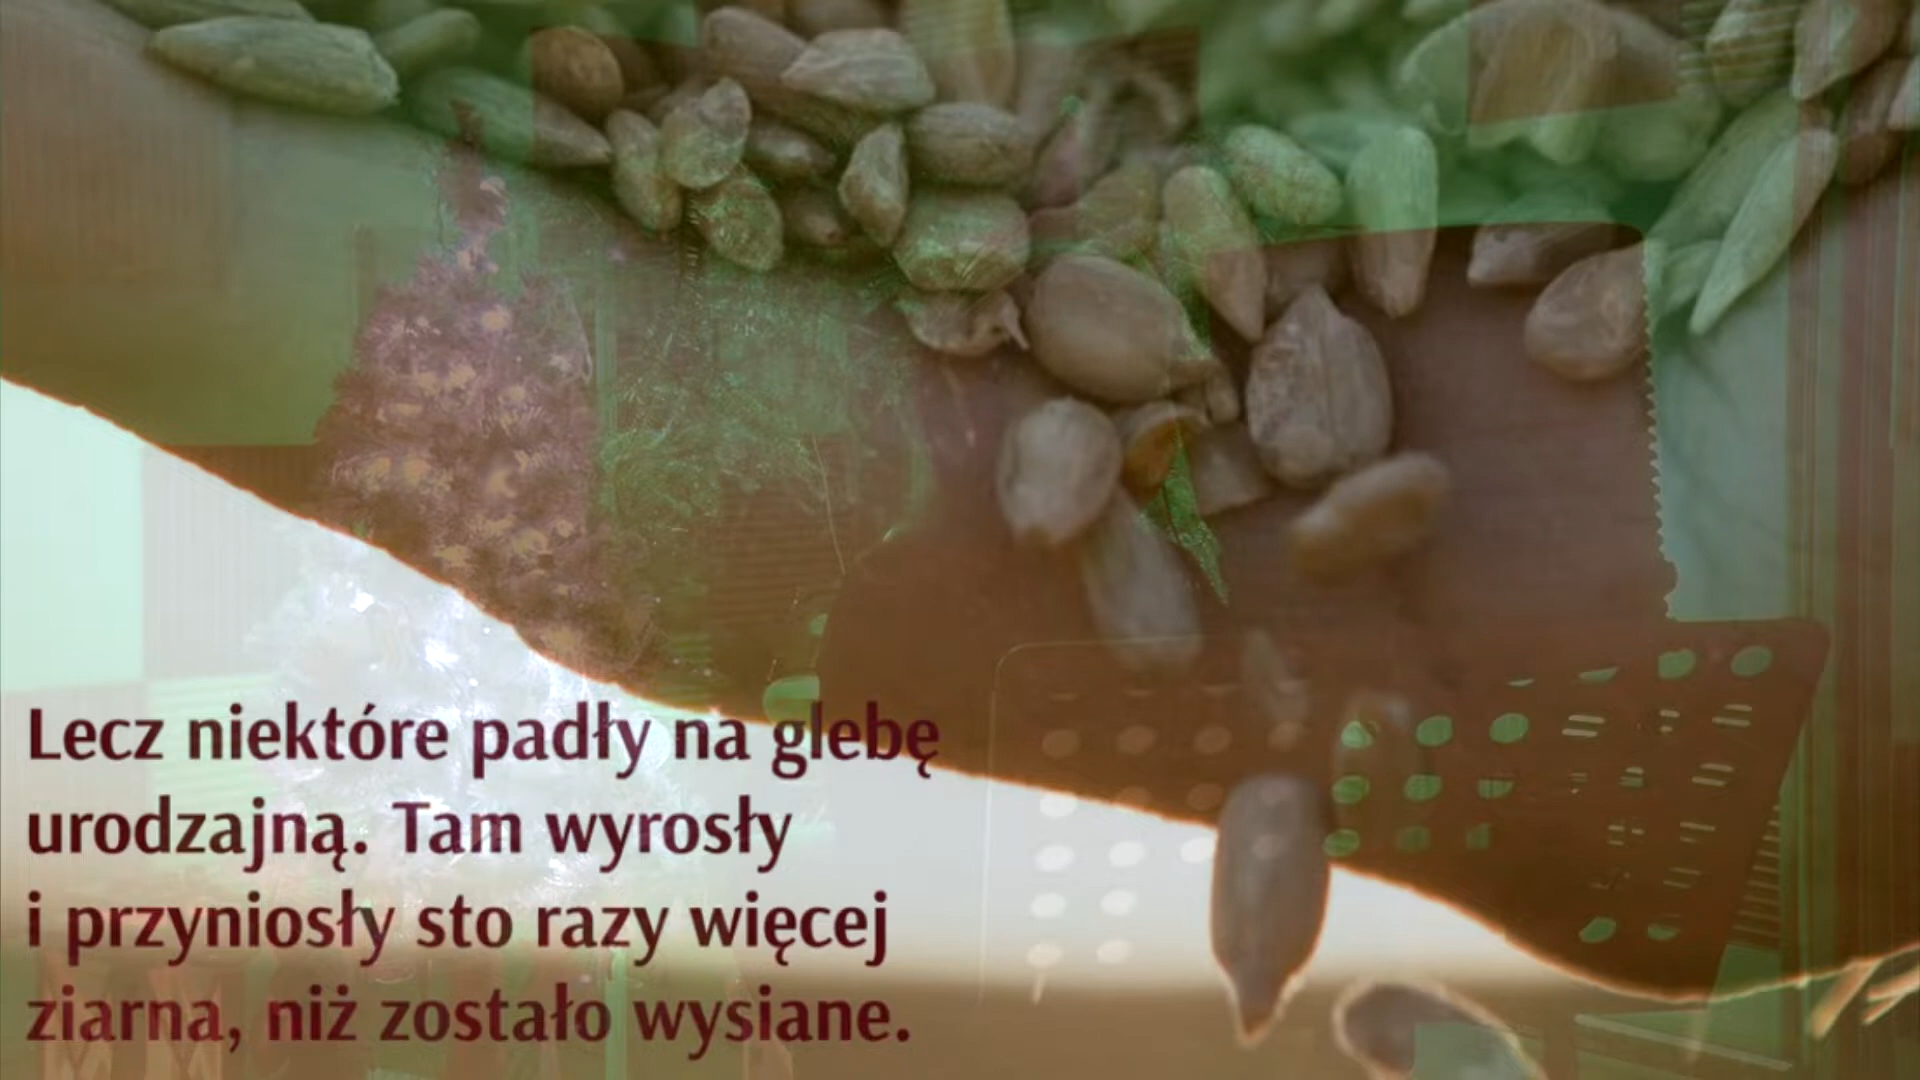 Lecz niektóre padły na glebę
urodzajną. Tam wyrosły
i przyniosły sto razy więcej
ziarna, niż zostało wysiane.